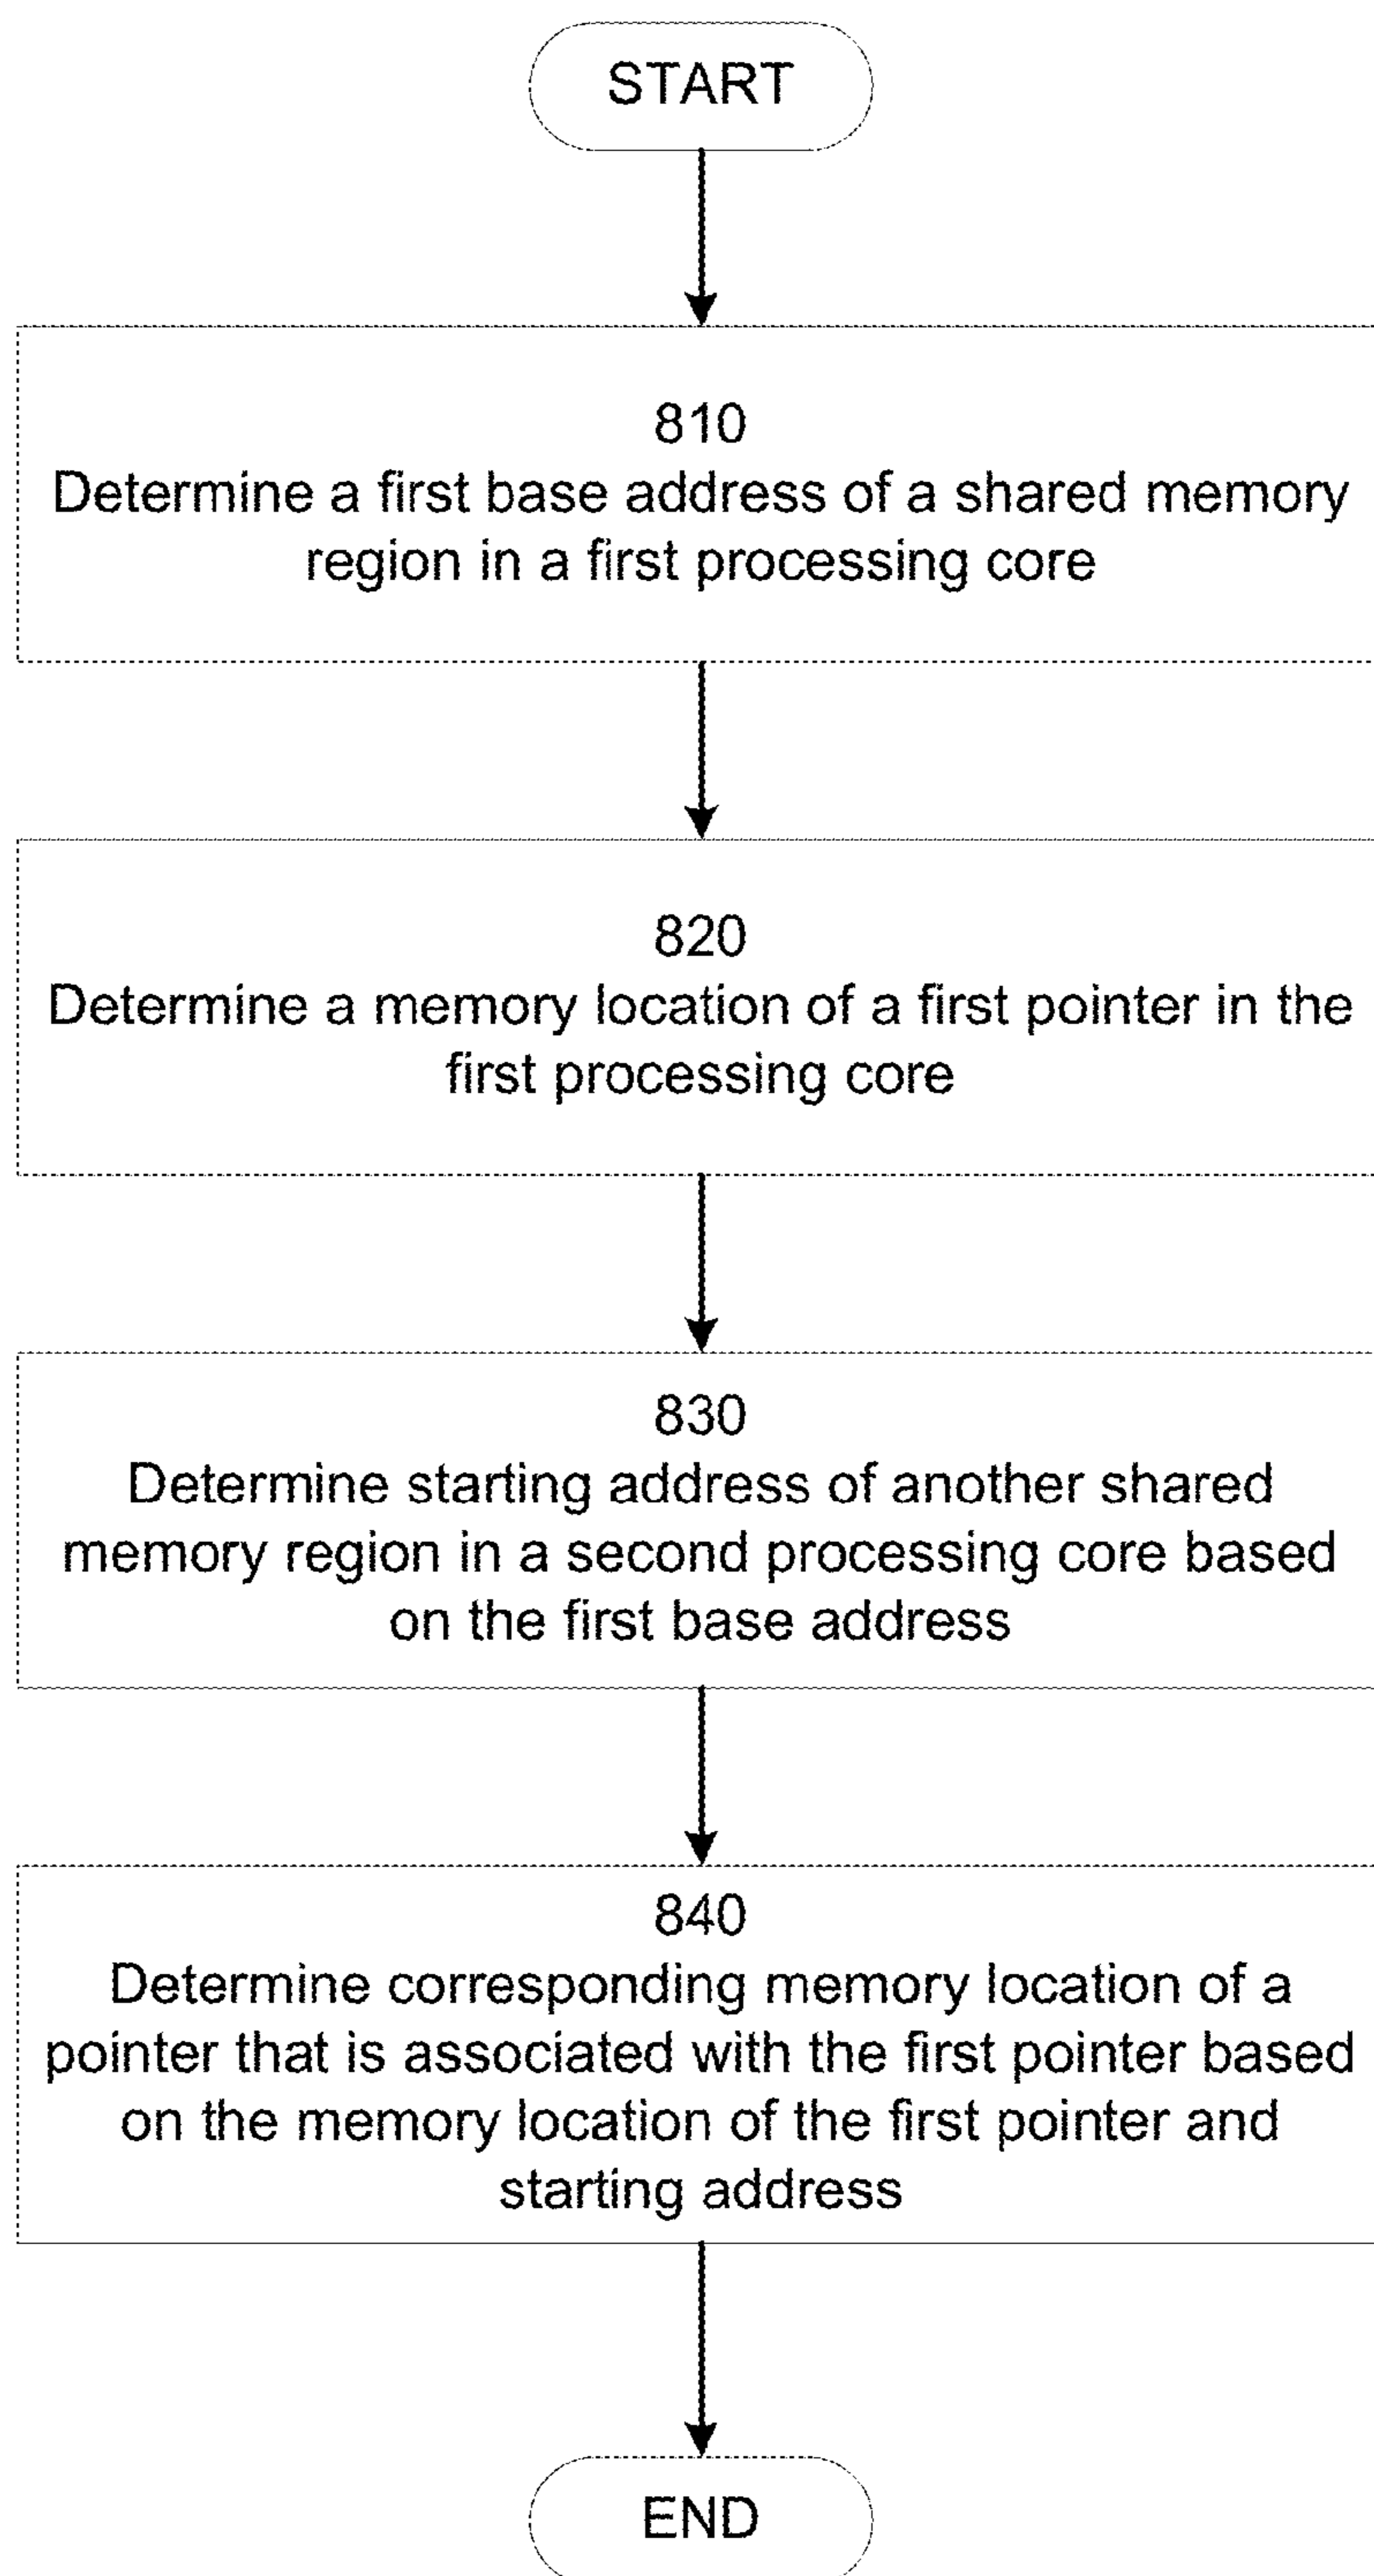 START
810
Determine a first base address of a shared memory
region in a first processing core
820
Determine a memory location of a first pointer in the
first processing core
830
Determine starting address of another shared
memory region in a second processing core based
on the first base address
840
Determine corresponding memory location of a
pointer that is associated with the first pointer based
on the memory location of the first pointer and
starting address
END